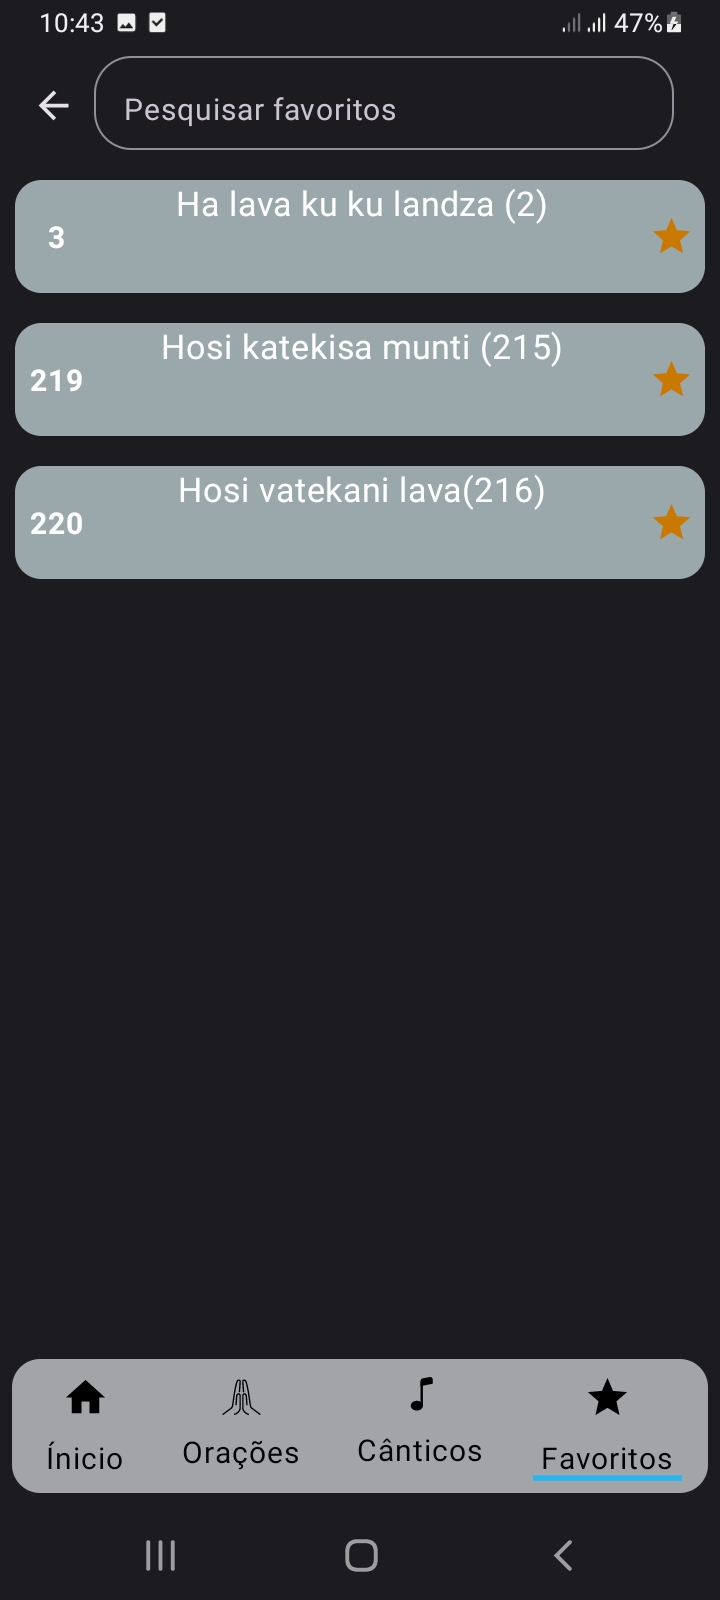 10:43 47%
Pesquisar favoritos
Ha lava ku ku landza (2)
3
Hosi katekisa munti (215)
219
Hosi vatekani lava(216)
220
Ínicio Orações Cânticos Favoritos